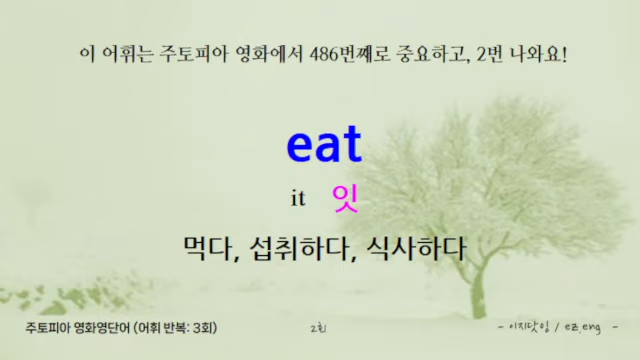 이 어휘는 주토피아 영화에서 486번째로 중요하고, 2번 나와요!
eat
it 잇
먹다, 섭취하다, 식사하다
주토피아 영화영단어 (어휘 반복: 3회) 2회 - 이지닷잉 / ez.eng -